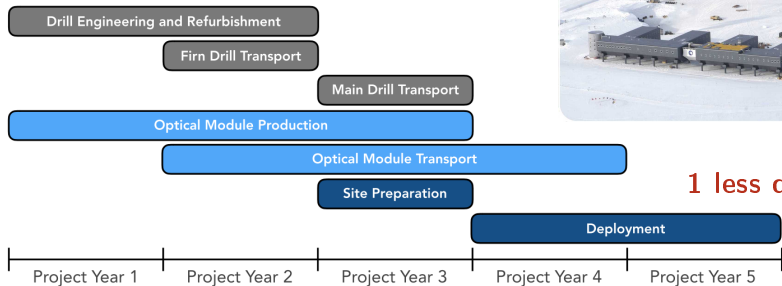 Drill Engineering and Refurbishment
Firn Drill Transport
Main Drill Transport
Optical Module Production
Optical Module Transport
Site Preparation
1 less
Deployment
Project Year 1 Project Year 2 Project Year 3 Project Year 4 Project Year 5